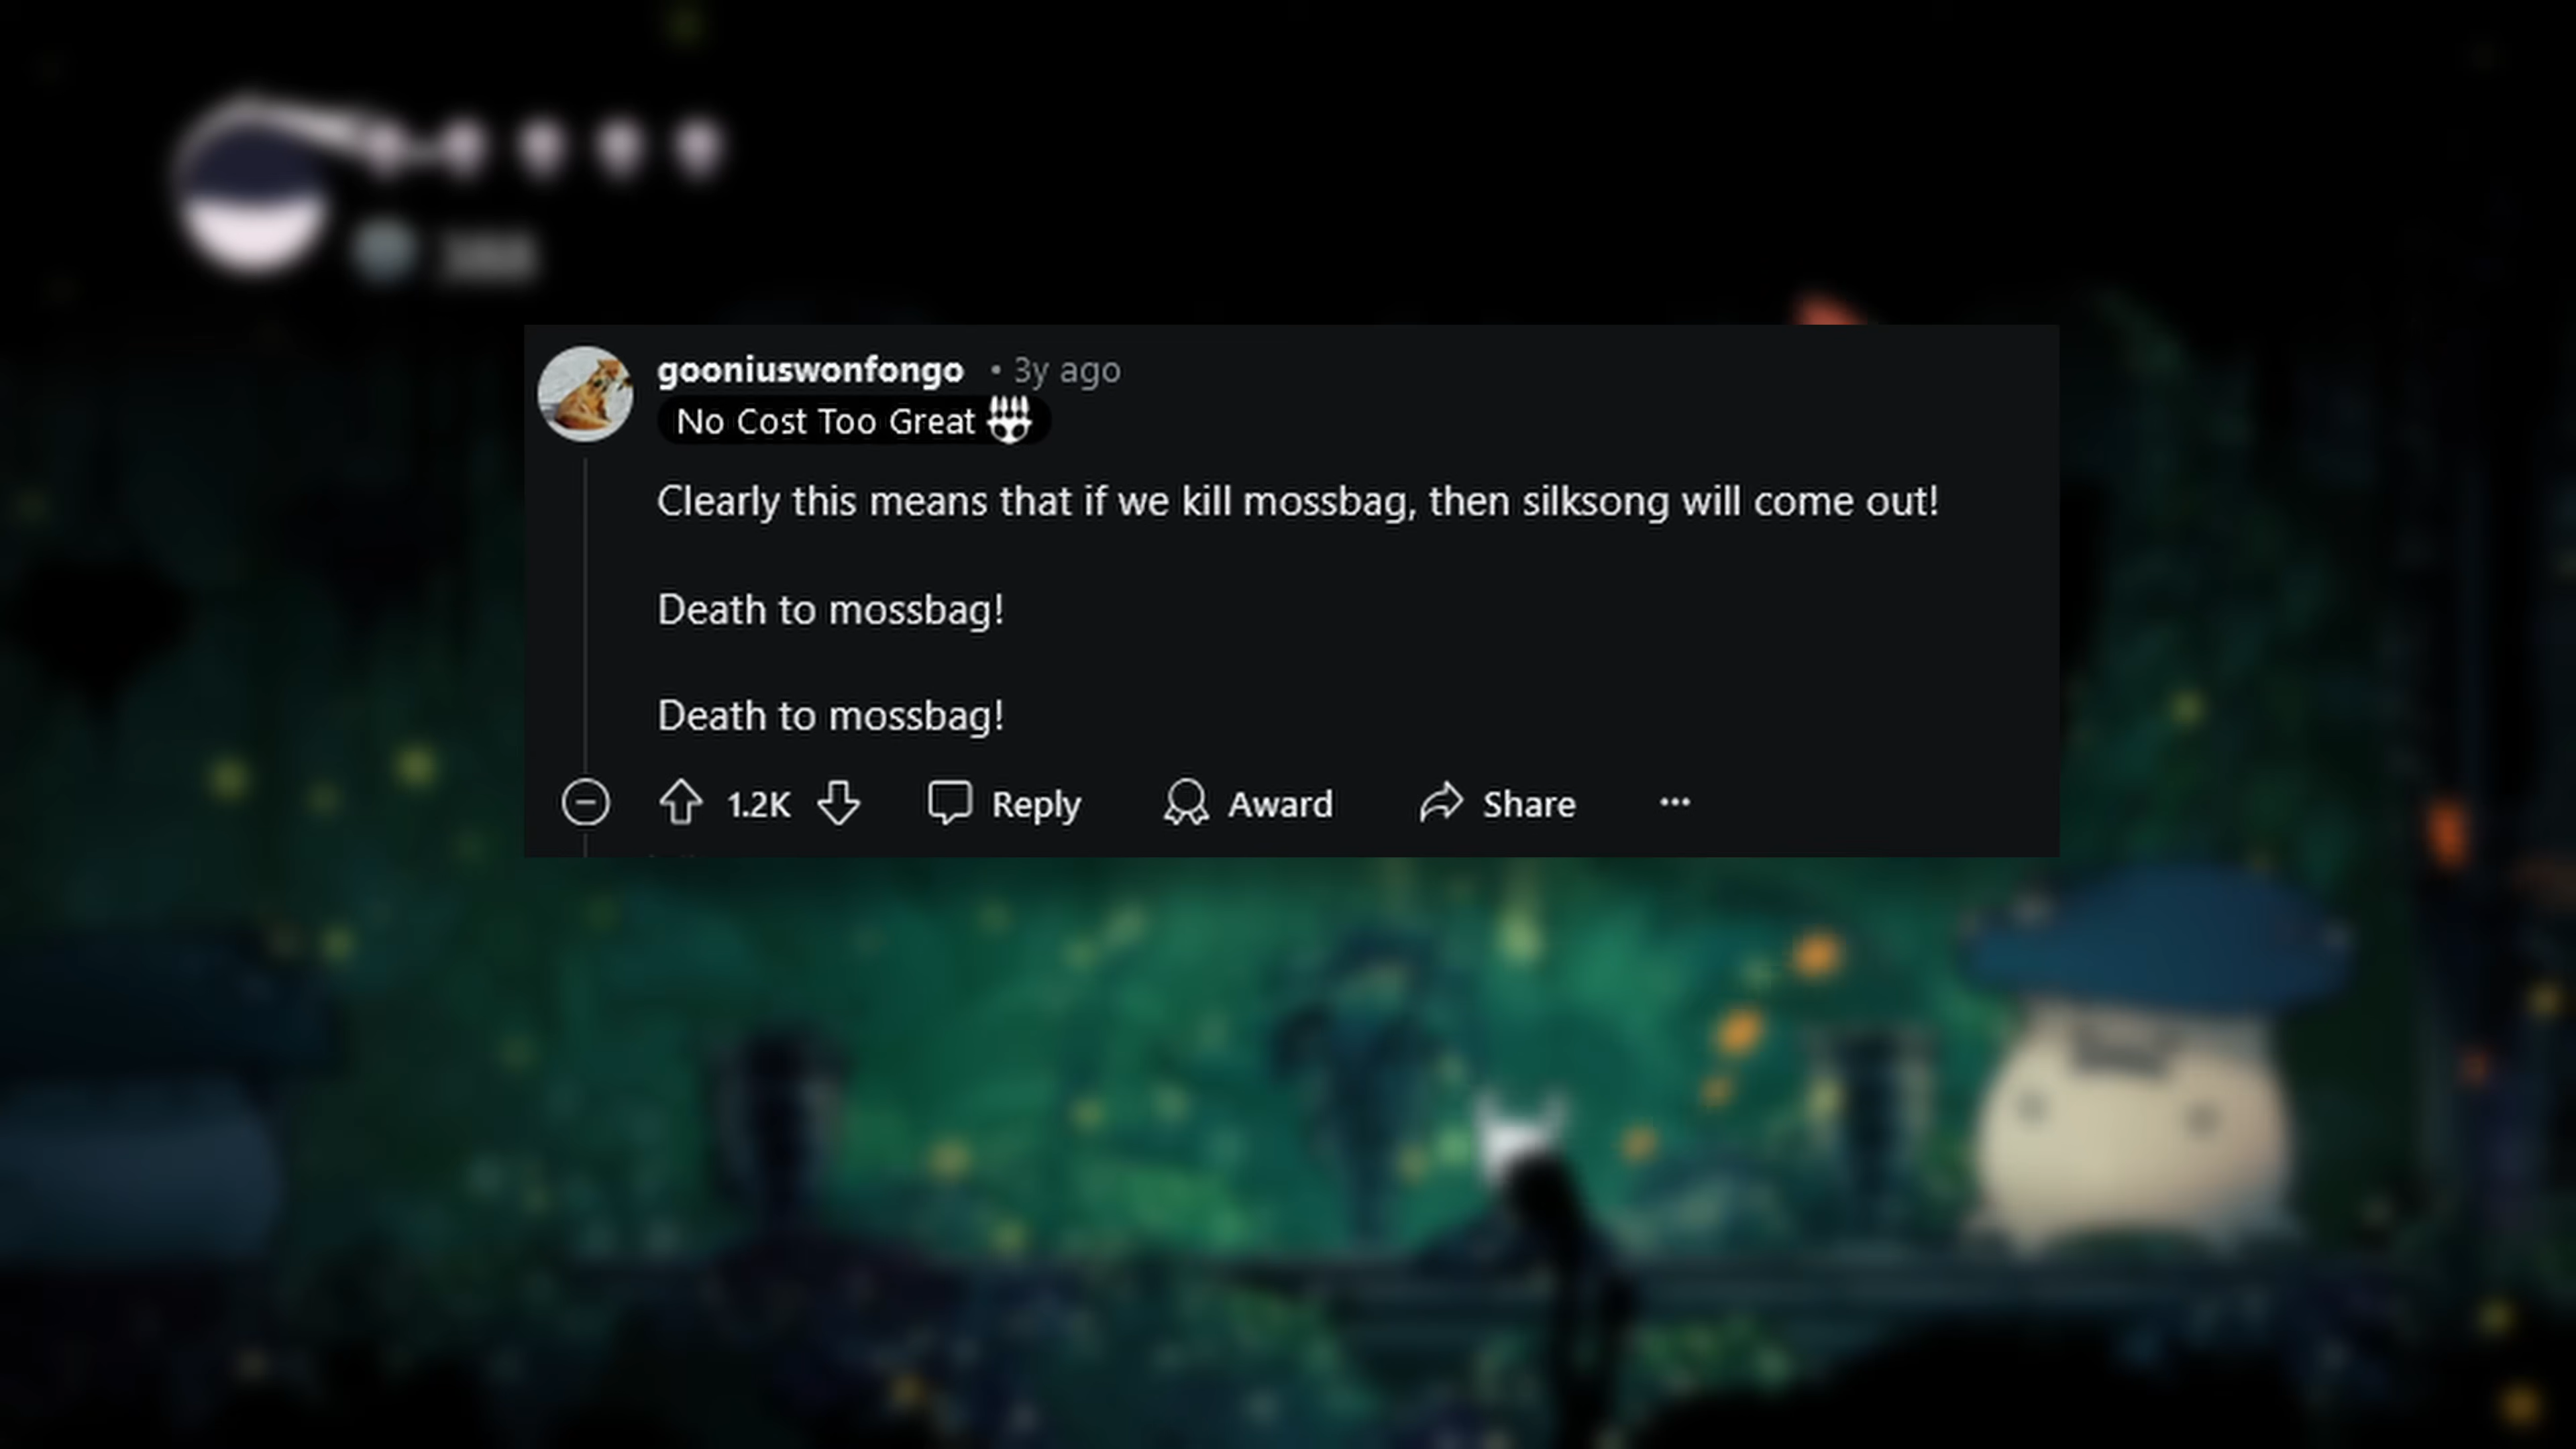 gooniuswonfongo • 3y ago
No Cost Too Great
Clearly this means that if we kill mossbag, then silksong will come out!
Death to mossbag!
Death to mossbag!
1.2K Reply Award Share ...